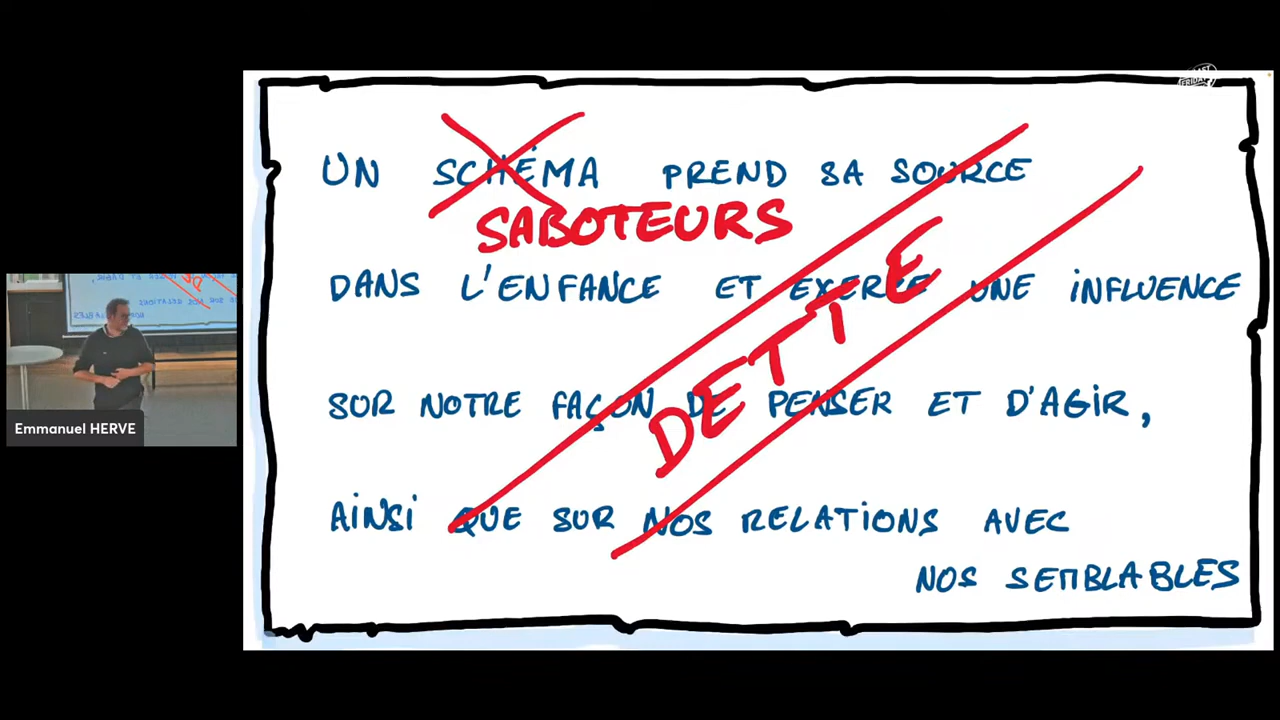 UN SCHÉMA PREND SA SOURCE
SABOTEURS
DANS L'ENFANCE ET EXERCE UNE INFLUENCE
DETTE
SUR NOTRE FAÇON DE PENSER ET D'AGIR,
AINSI QUE SUR NOS RELATIONS AVEC
NOS SEMBLABLES
Emmanuel HERVE